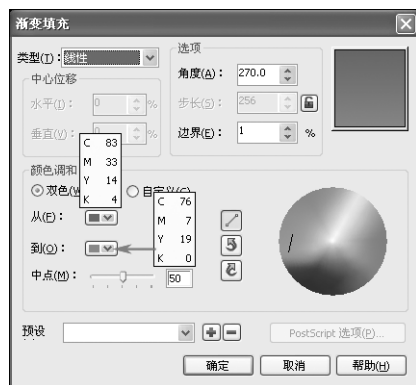 渐变填充
类型(T): 线性
选项
中心位移
角度(A): 270.0
水平(I): 0 %
步长(S): 256
垂直(V): 0 %
边界(E): 1 %
C 83
M 33
Y 14
K 4
颜色调和
双色(W)
自定义(C)
C 76
M 7
Y 19
K 0
从(F):
到(O):
中点(M): 50
预设
PostScript 选项(P)...
确定 取消 帮助(H)